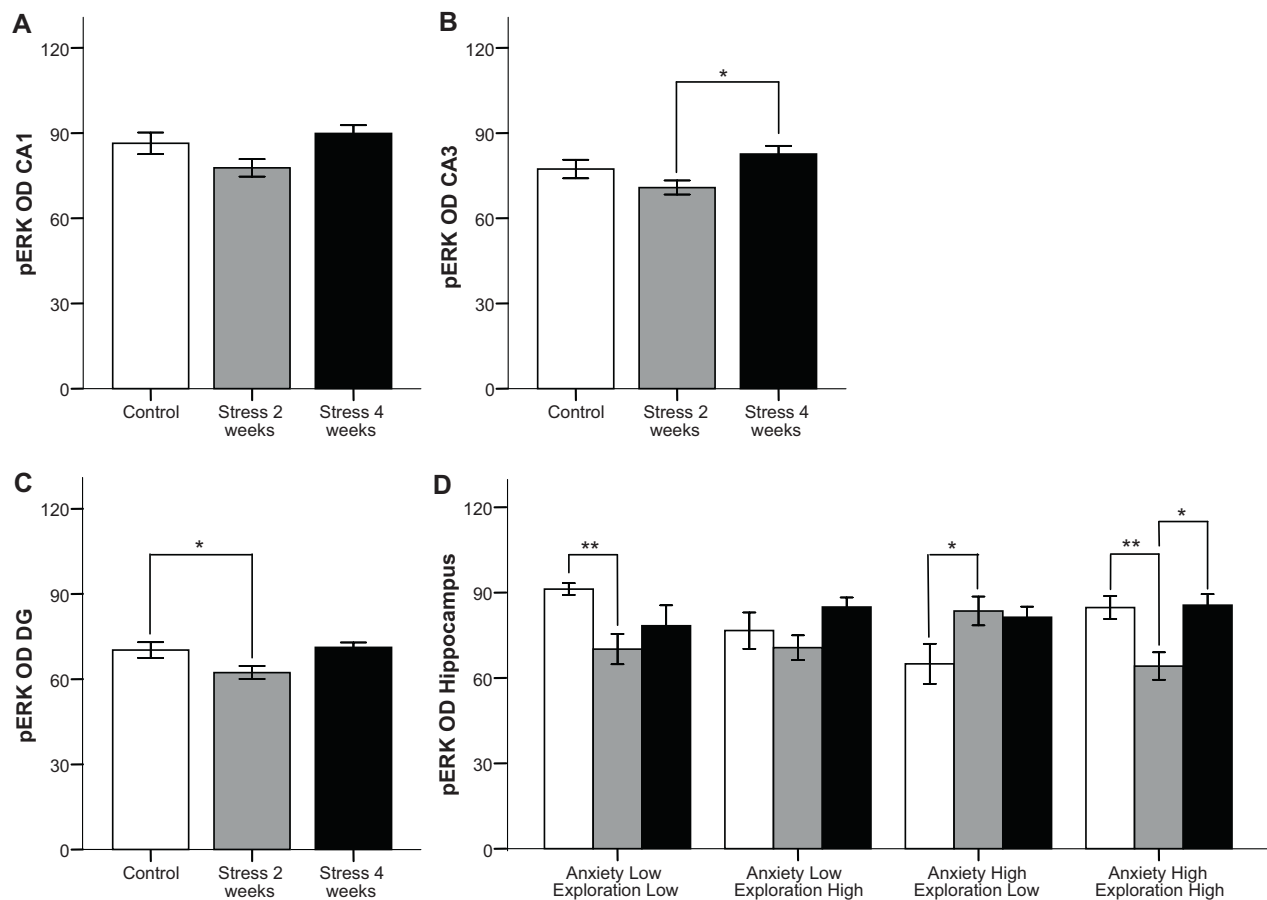 A
pERK OD CA1
120
90
60
30
0
Control
Stress 2
weeks
Stress 4
weeks
B
pERK OD CA3
120
90
60
30
0
*
Control
Stress 2
weeks
Stress 4
weeks
C
pERK OD DG
120
90
60
30
0
*
Control
Stress 2
weeks
Stress 4
weeks
D
pERK OD Hippocampus
120
90
60
30
0
**
*
**
*
Anxiety Low
Exploration Low
Anxiety Low
Exploration High
Anxiety High
Exploration Low
Anxiety High
Exploration High